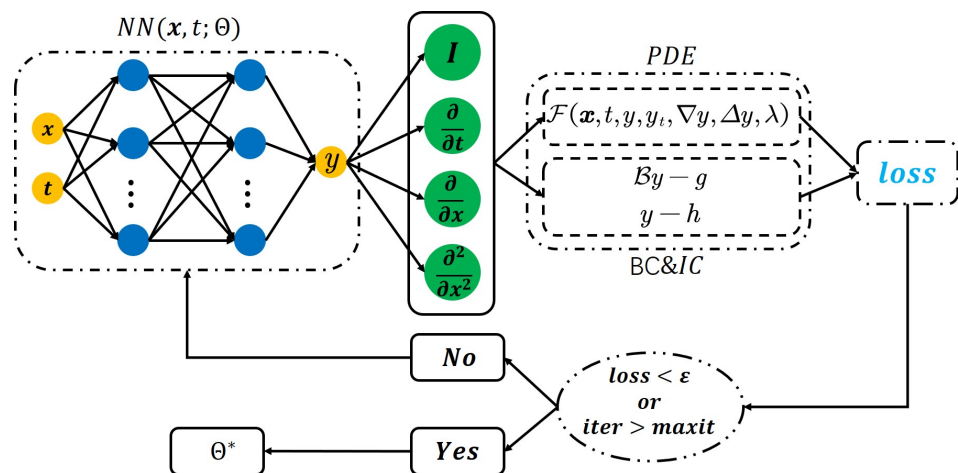 NN(x, t; Θ)
x
t
⋮ ⋮
y
I
∂/∂t
∂/∂x
∂²/∂x²
PDE
ℱ(x, t, y, y_t, ∇y, Δy, λ)
ℬy − g
y − h
BC&IC
loss
No
loss < ε
or
iter > maxit
Yes
Θ*